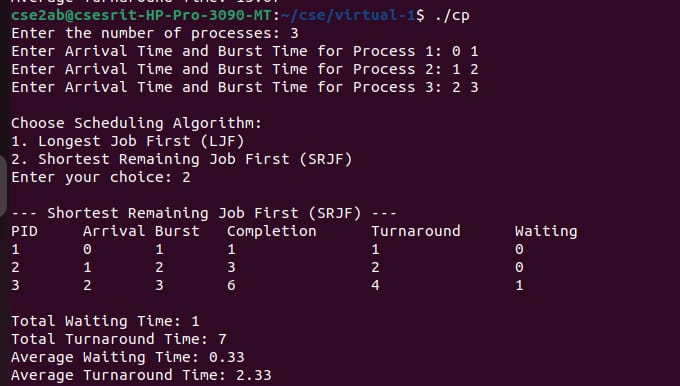 cse2ab@csesrit-HP-Pro-3090-MT:~/cse/virtual-1$ ./cp
Enter the number of processes: 3
Enter Arrival Time and Burst Time for Process 1: 0 1
Enter Arrival Time and Burst Time for Process 2: 1 2
Enter Arrival Time and Burst Time for Process 3: 2 3
Choose Scheduling Algorithm:
1. Longest Job First (LJF)
2. Shortest Remaining Job First (SRJF)
Enter your choice: 2
--- Shortest Remaining Job First (SRJF) ---
PID Arrival Burst Completion Turnaround Waiting
1 0 1 1 1 0
2 1 2 3 2 0
3 2 3 6 4 1
Total Waiting Time: 1
Total Turnaround Time: 7
Average Waiting Time: 0.33
Average Turnaround Time: 2.33